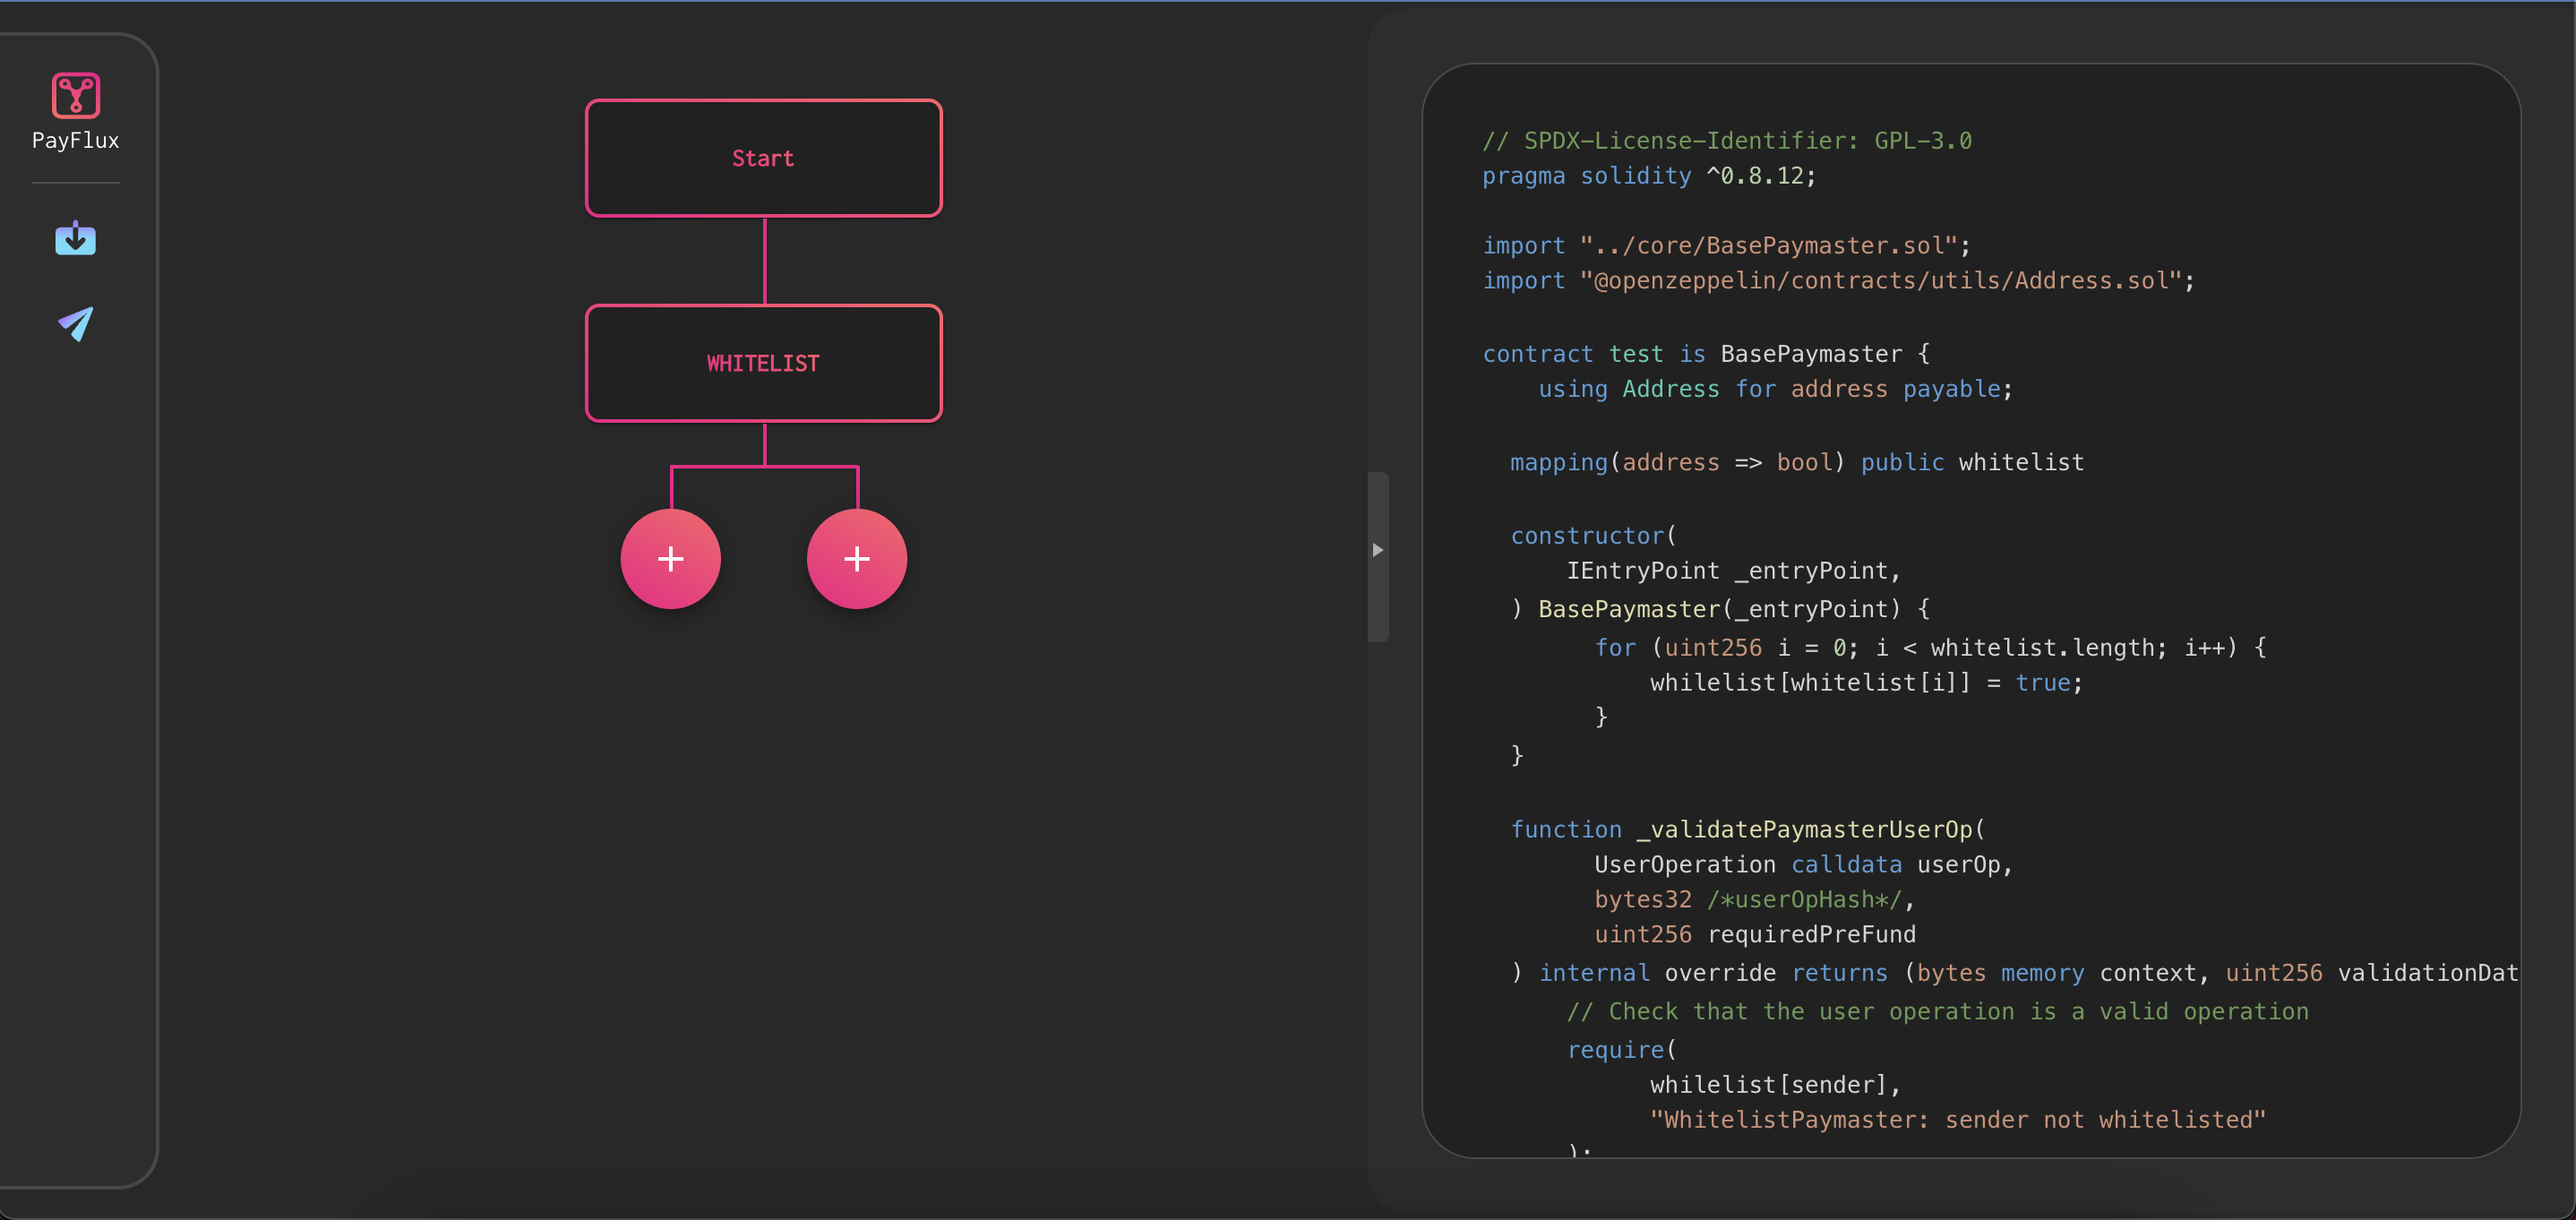 PayFlux
Start
WHITELIST
// SPDX-License-Identifier: GPL-3.0
pragma solidity ^0.8.12;
import "../core/BasePaymaster.sol";
import "@openzeppelin/contracts/utils/Address.sol";
contract test is BasePaymaster {
using Address for address payable;
mapping(address => bool) public whitelist
constructor(
IEntryPoint _entryPoint,
) BasePaymaster(_entryPoint) {
for (uint256 i = 0; i < whitelist.length; i++) {
whilelist[whitelist[i]] = true;
}
}
function _validatePaymasterUserOp(
UserOperation calldata userOp,
bytes32 /*userOpHash*/,
uint256 requiredPreFund
) internal override returns (bytes memory context, uint256 validationDat
// Check that the user operation is a valid operation
require(
whilelist[sender],
"WhitelistPaymaster: sender not whitelisted"
);